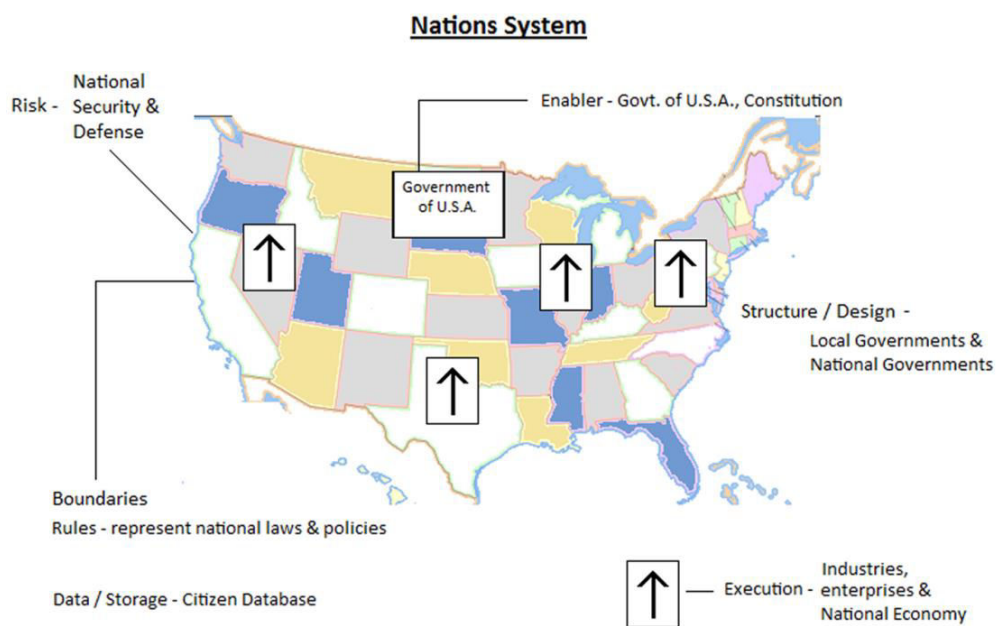 Nations System
Risk - National
Security &
Defense
Enabler - Govt. of U.S.A., Constitution
Government
of U.S.A.
Structure / Design -
Local Governments &
National Governments
Boundaries
Rules - represent national laws & policies
Data / Storage - Citizen Database
Execution - Industries,
enterprises &
National Economy